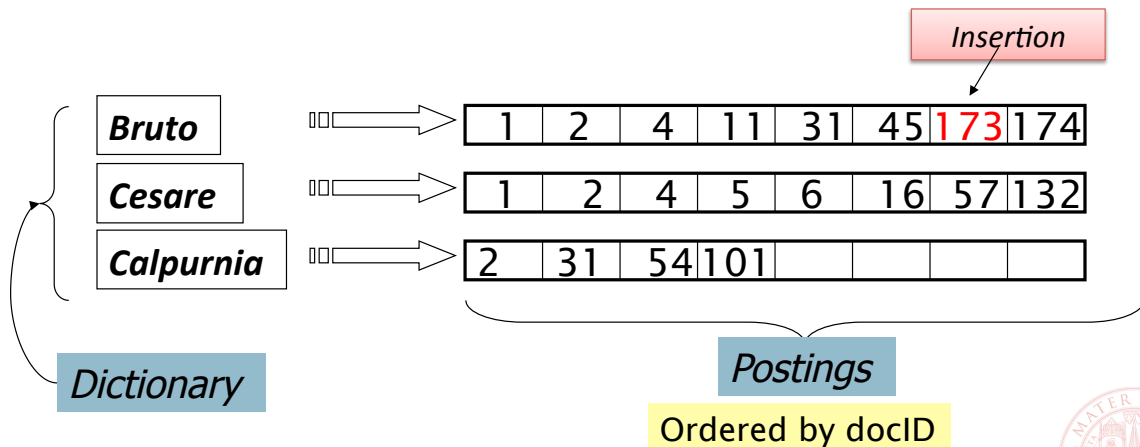 Insertion
Bruto 1 2 4 11 31 45 173 174
Cesare 1 2 4 5 6 16 57 132
Calpurnia 2 31 54 101
Dictionary
Postings
Ordered by docID
MATER